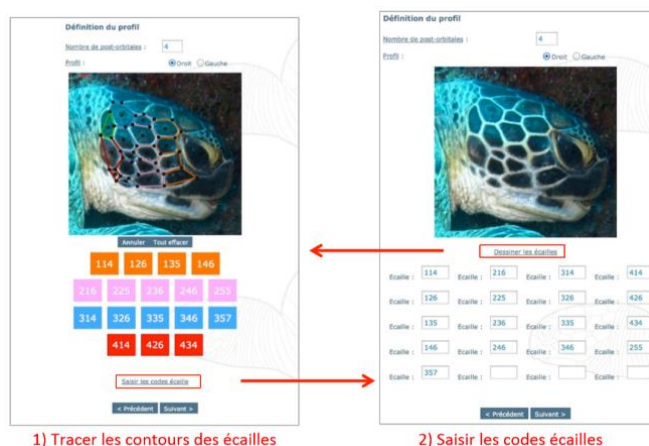 Définition du profil
Nombre de post-orbitales : 4
Profil : Droit Gauche
Annuler Tout effacer
114 126 135 146
216 225 236 246 255
314 326 335 346 357
414 426 434
Saisir les codes écaille
< Précédent Suivant >
1) Tracer les contours des écailles
Définition du profil
Nombre de post-orbitales : 4
Profil : Droit Gauche
Dessiner les écailles
Ecaille : 114 Ecaille : 216 Ecaille : 314 Ecaille : 414
Ecaille : 126 Ecaille : 225 Ecaille : 326 Ecaille : 426
Ecaille : 135 Ecaille : 236 Ecaille : 335 Ecaille : 434
Ecaille : 146 Ecaille : 246 Ecaille : 346 Ecaille : 255
Ecaille : 357 Ecaille : Ecaille : Ecaille :
< Précédent Suivant >
2) Saisir les codes écailles